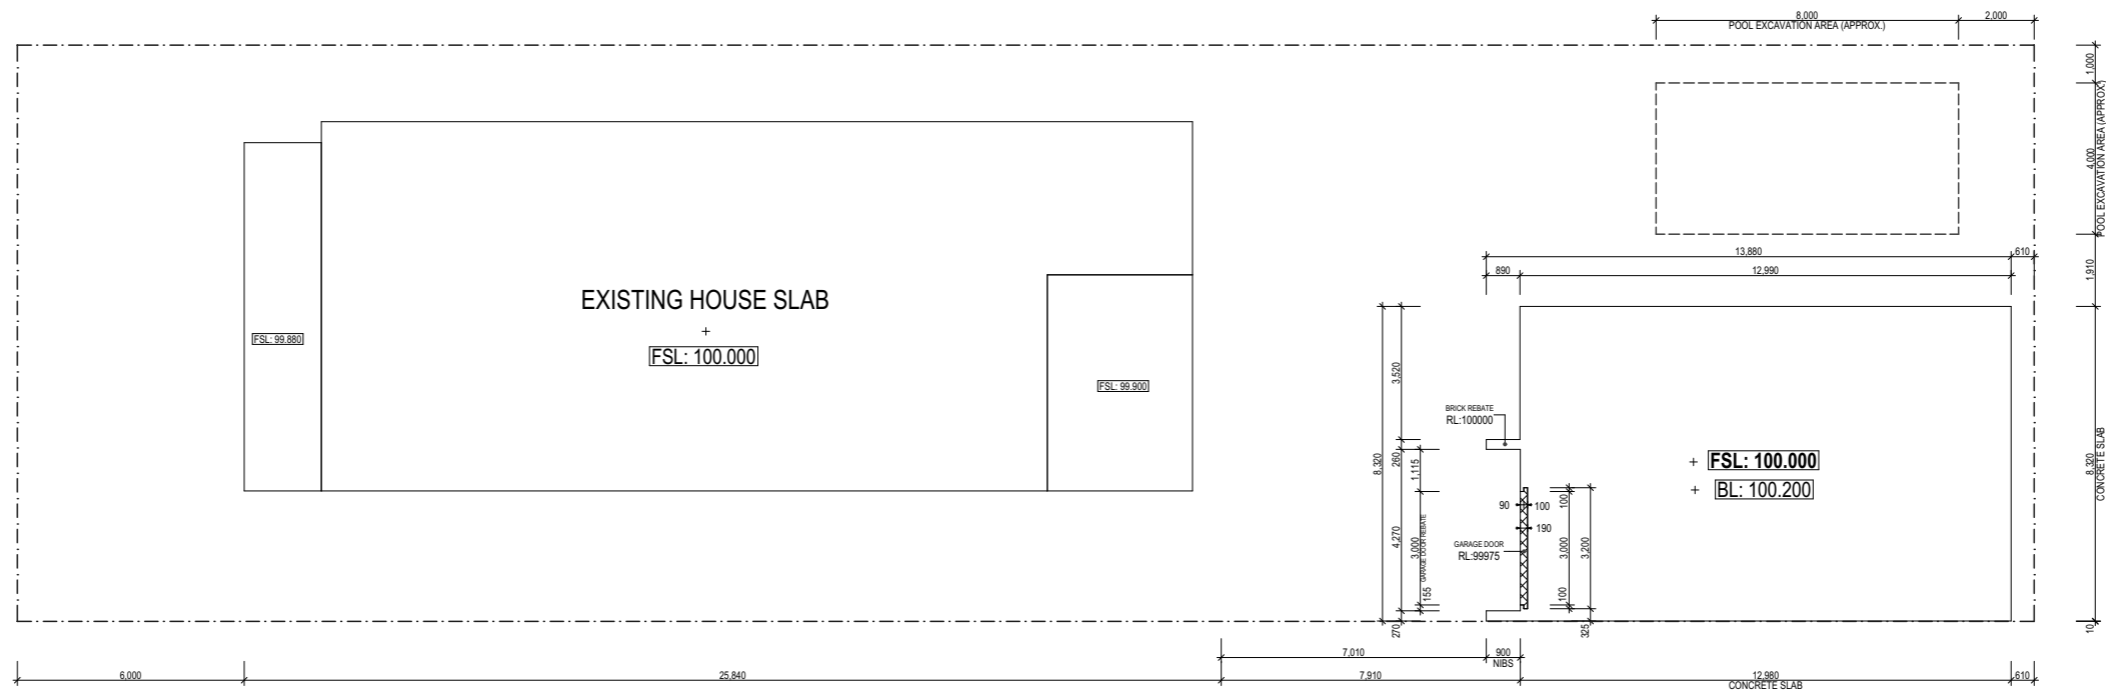 8,000
2,000
POOL EXCAVATION AREA (APPROX.)
1,000
POOL EXCAVATION AREA (APPROX.)
4,000
1,910
13,880
610
890
12,990
EXISTING HOUSE SLAB
FSL: 99.880
FSL: 100.000
FSL: 99.900
3,520
BRICK REBATE
RL:100000
8,320
260
1,115
FSL: 100.000
BL: 100.200
8,320
CONCRETE SLAB
90
100
100
190
4,270
3,000
GARAGE DOOR REBATE
GARAGE DOOR
RL:99975
3,000
3,200
155
100
270
325
10
7,010
900
NIBS
6,000
25,840
7,910
12,980
610
CONCRETE SLAB